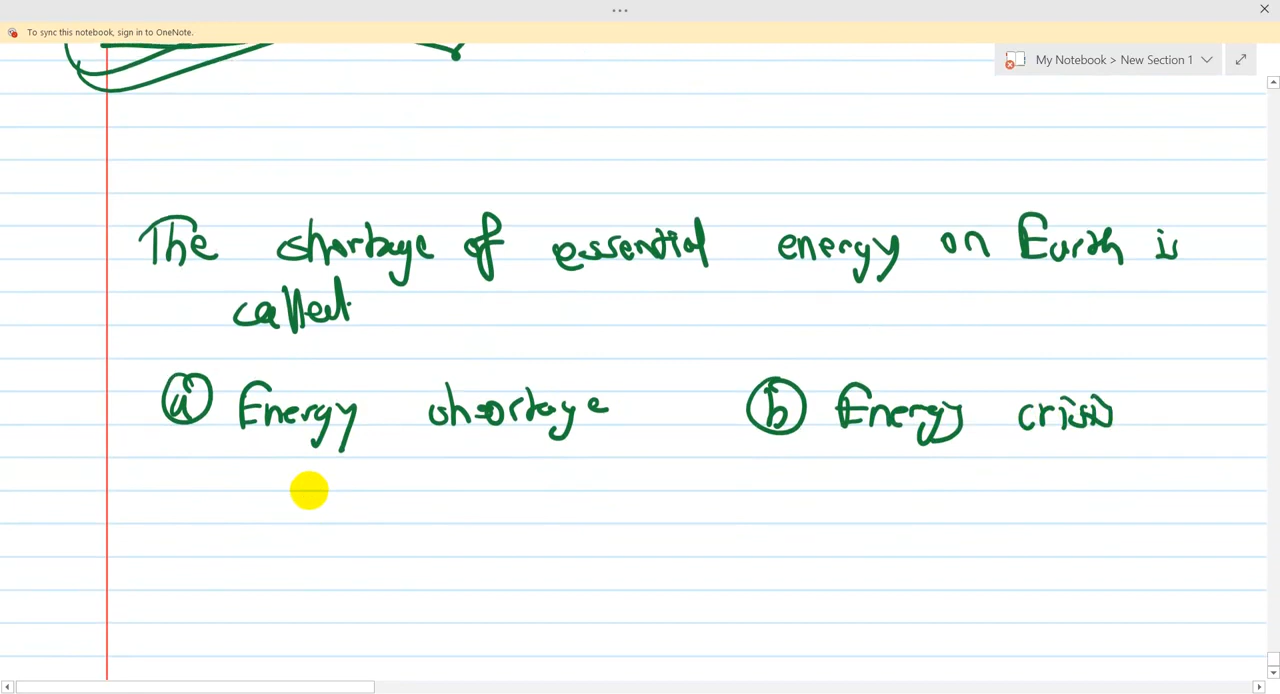 To sync this notebook, sign in to OneNote.
My Notebook > New Section 1
The shortage of essential energy on Earth is
called
(a) Energy shortage (b) Energy crisis